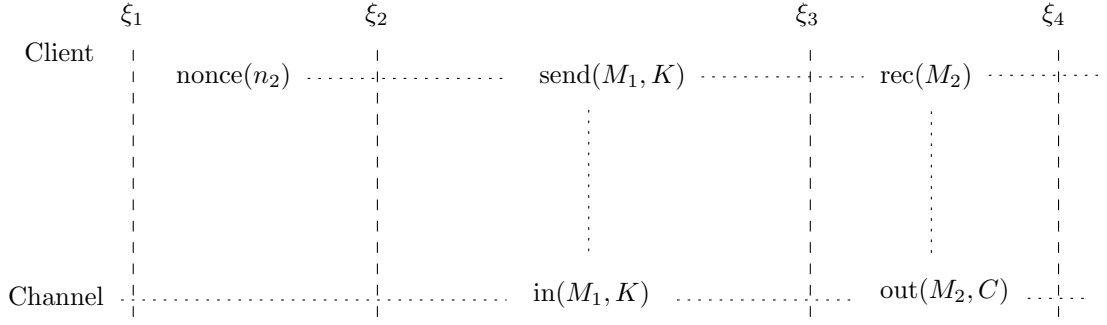 ξ₁ ξ₂ ξ₃ ξ₄
Client
nonce(n₂) send(M₁, K) rec(M₂)
Channel in(M₁, K) out(M₂, C)